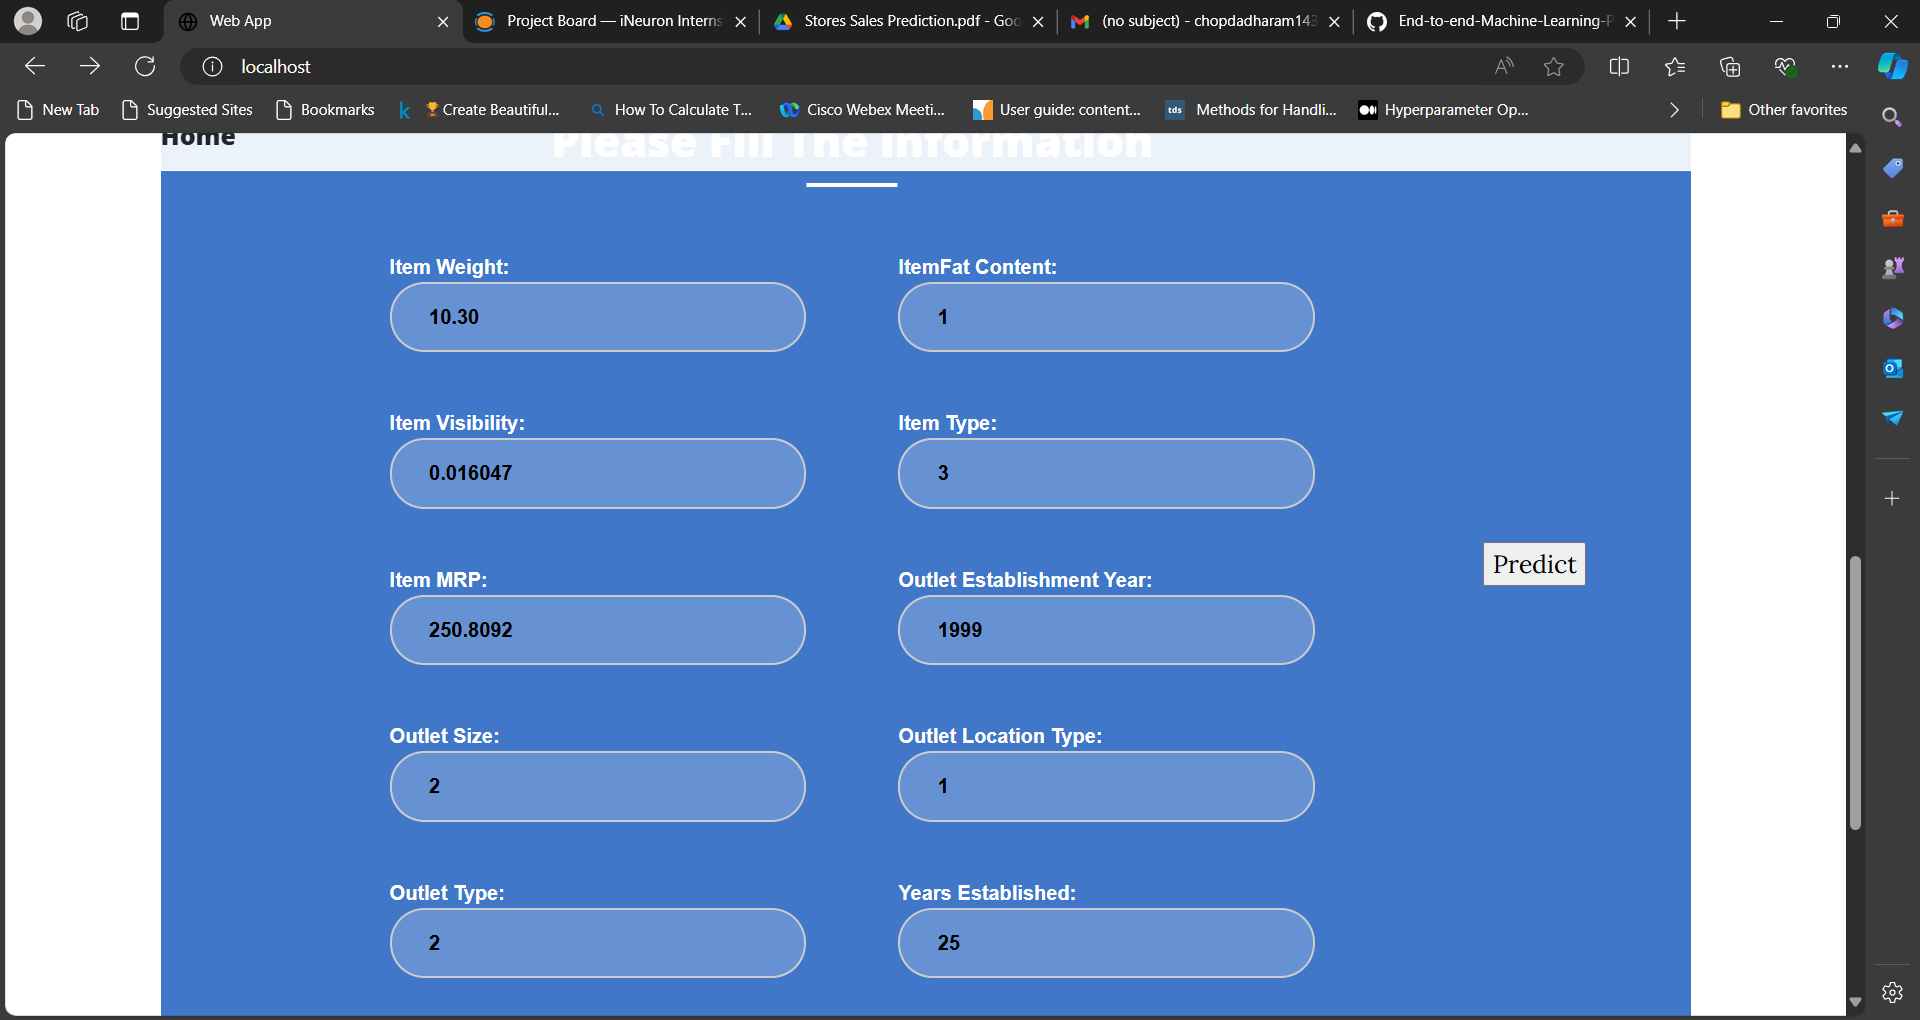 Web App
Project Board — iNeuron Interns
Stores Sales Prediction.pdf - Goo
(no subject) - chopdadharam143
End-to-end-Machine-Learning-P
localhost
New Tab
Suggested Sites
Bookmarks
k
Create Beautiful...
How To Calculate T...
Cisco Webex Meeti...
User guide: content...
tds
Methods for Handli...
Hyperparameter Op...
Other favorites
Home
Please Fill The Information
Item Weight:
ItemFat Content:
10.30
1
Item Visibility:
Item Type:
0.016047
3
Predict
Item MRP:
Outlet Establishment Year:
250.8092
1999
Outlet Size:
Outlet Location Type:
2
1
Outlet Type:
Years Established:
2
25